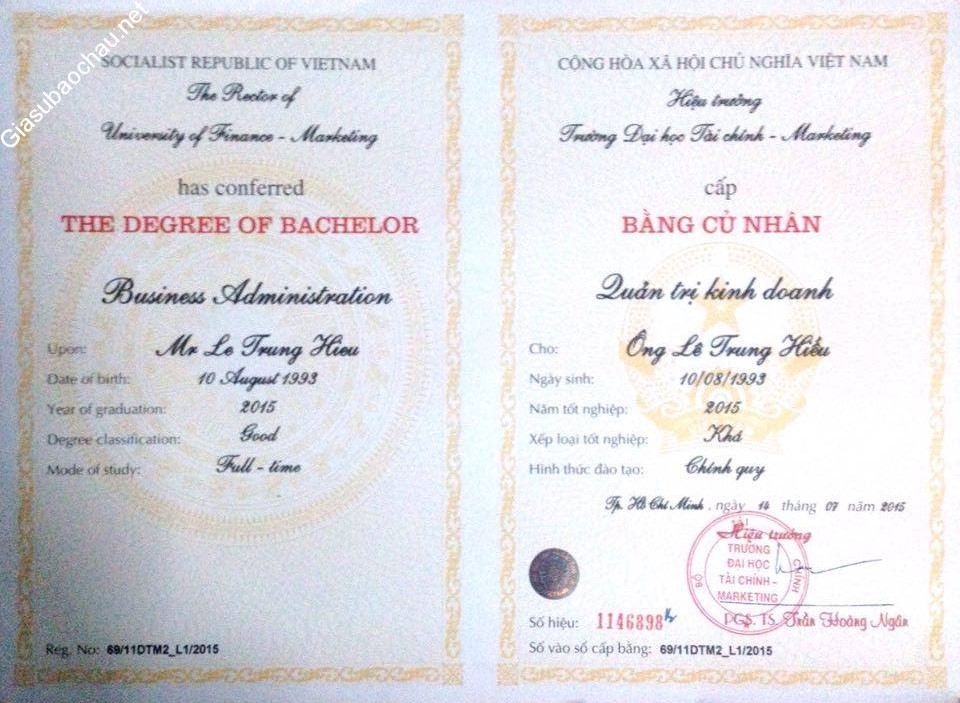 Giasubaochau.net
SOCIALIST REPUBLIC OF VIETNAM
The Rector of
University of Finance - Marketing
has conferred
THE DEGREE OF BACHELOR
Business Administration
Upon: Mr Le Trung Hieu
Date of birth: 10 August 1993
Year of graduation: 2015
Degree classification: Good
Mode of study: Full - time
Reg. No: 69/11DTM2_L1/2015
CỘNG HÒA XÃ HỘI CHỦ NGHĨA VIỆT NAM
Hiệu trưởng
Trường Đại học Tài chính - Marketing
cấp
BẰNG CỬ NHÂN
Quản trị kinh doanh
Cho: Ông Lê Trung Hiếu
Ngày sinh: 10/08/1993
Năm tốt nghiệp: 2015
Xếp loại tốt nghiệp: Khá
Hình thức đào tạo: Chính quy
Tp. Hồ Chí Minh, ngày 14 tháng 07 năm 2015
Hiệu trưởng
TRƯỜNG
ĐẠI HỌC
TÀI CHÍNH -
MARKETING
BỘ CHÍNH
PGS. TS. Trần Hoàng Ngân
Số hiệu: 1146898
Số vào sổ cấp bằng: 69/11DTM2_L1/2015